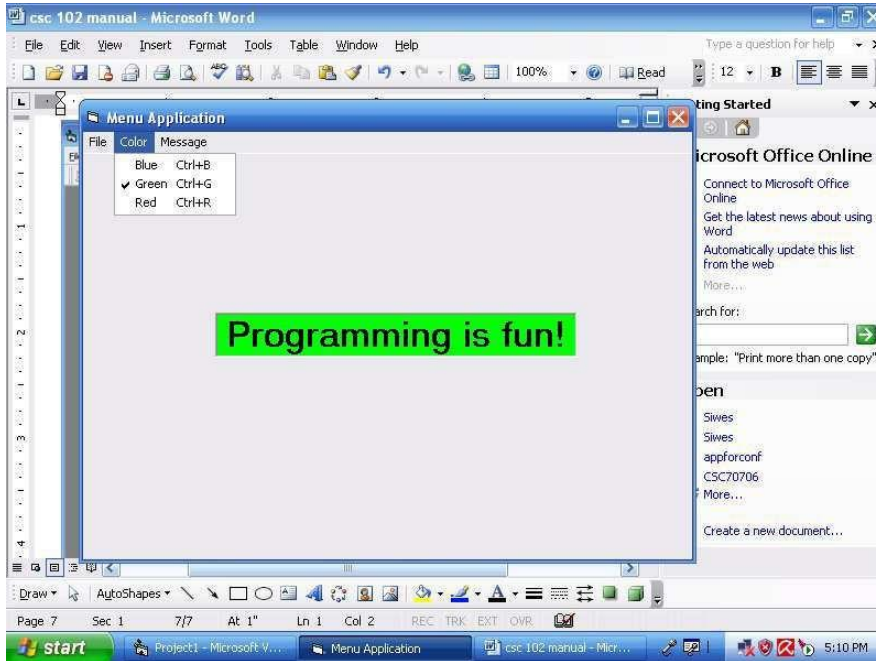 csc 102 manual - Microsoft Word
File Edit View Insert Format Tools Table Window Help
Type a question for help
100% Read 12 B
Menu Application
File Color Message
Blue Ctrl+B
Green Ctrl+G
Red Ctrl+R
Programming is fun!
ting Started
icrosoft Office Online
Connect to Microsoft Office
Online
Get the latest news about using
Word
Automatically update this list
from the web
More...
arch for:
ample: "Print more than one copy"
pen
Siwes
Siwes
appforconf
CSC70706
More...
Create a new document...
Draw AutoShapes
Page 7 Sec 1 7/7 At 1" Ln 1 Col 2 REC TRK EXT OVR
start Project1 - Microsoft V... Menu Application csc 102 manual - Micr... 5:10 PM